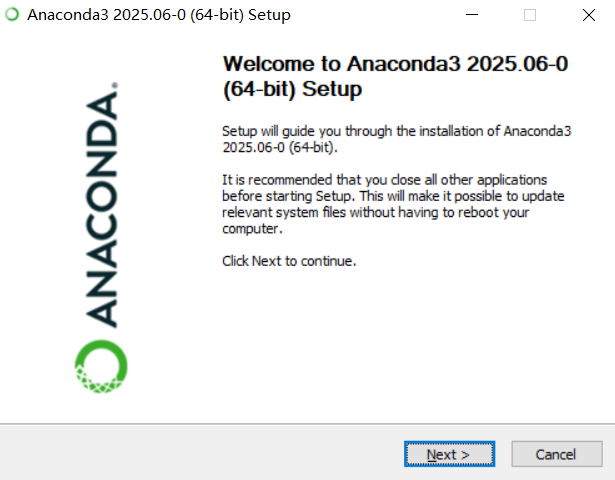 Anaconda3 2025.06-0 (64-bit) Setup
Welcome to Anaconda3 2025.06-0
(64-bit) Setup
Setup will guide you through the installation of Anaconda3
2025.06-0 (64-bit).
It is recommended that you close all other applications
before starting Setup. This will make it possible to update
relevant system files without having to reboot your
computer.
Click Next to continue.
ANACONDA.
Next >
Cancel